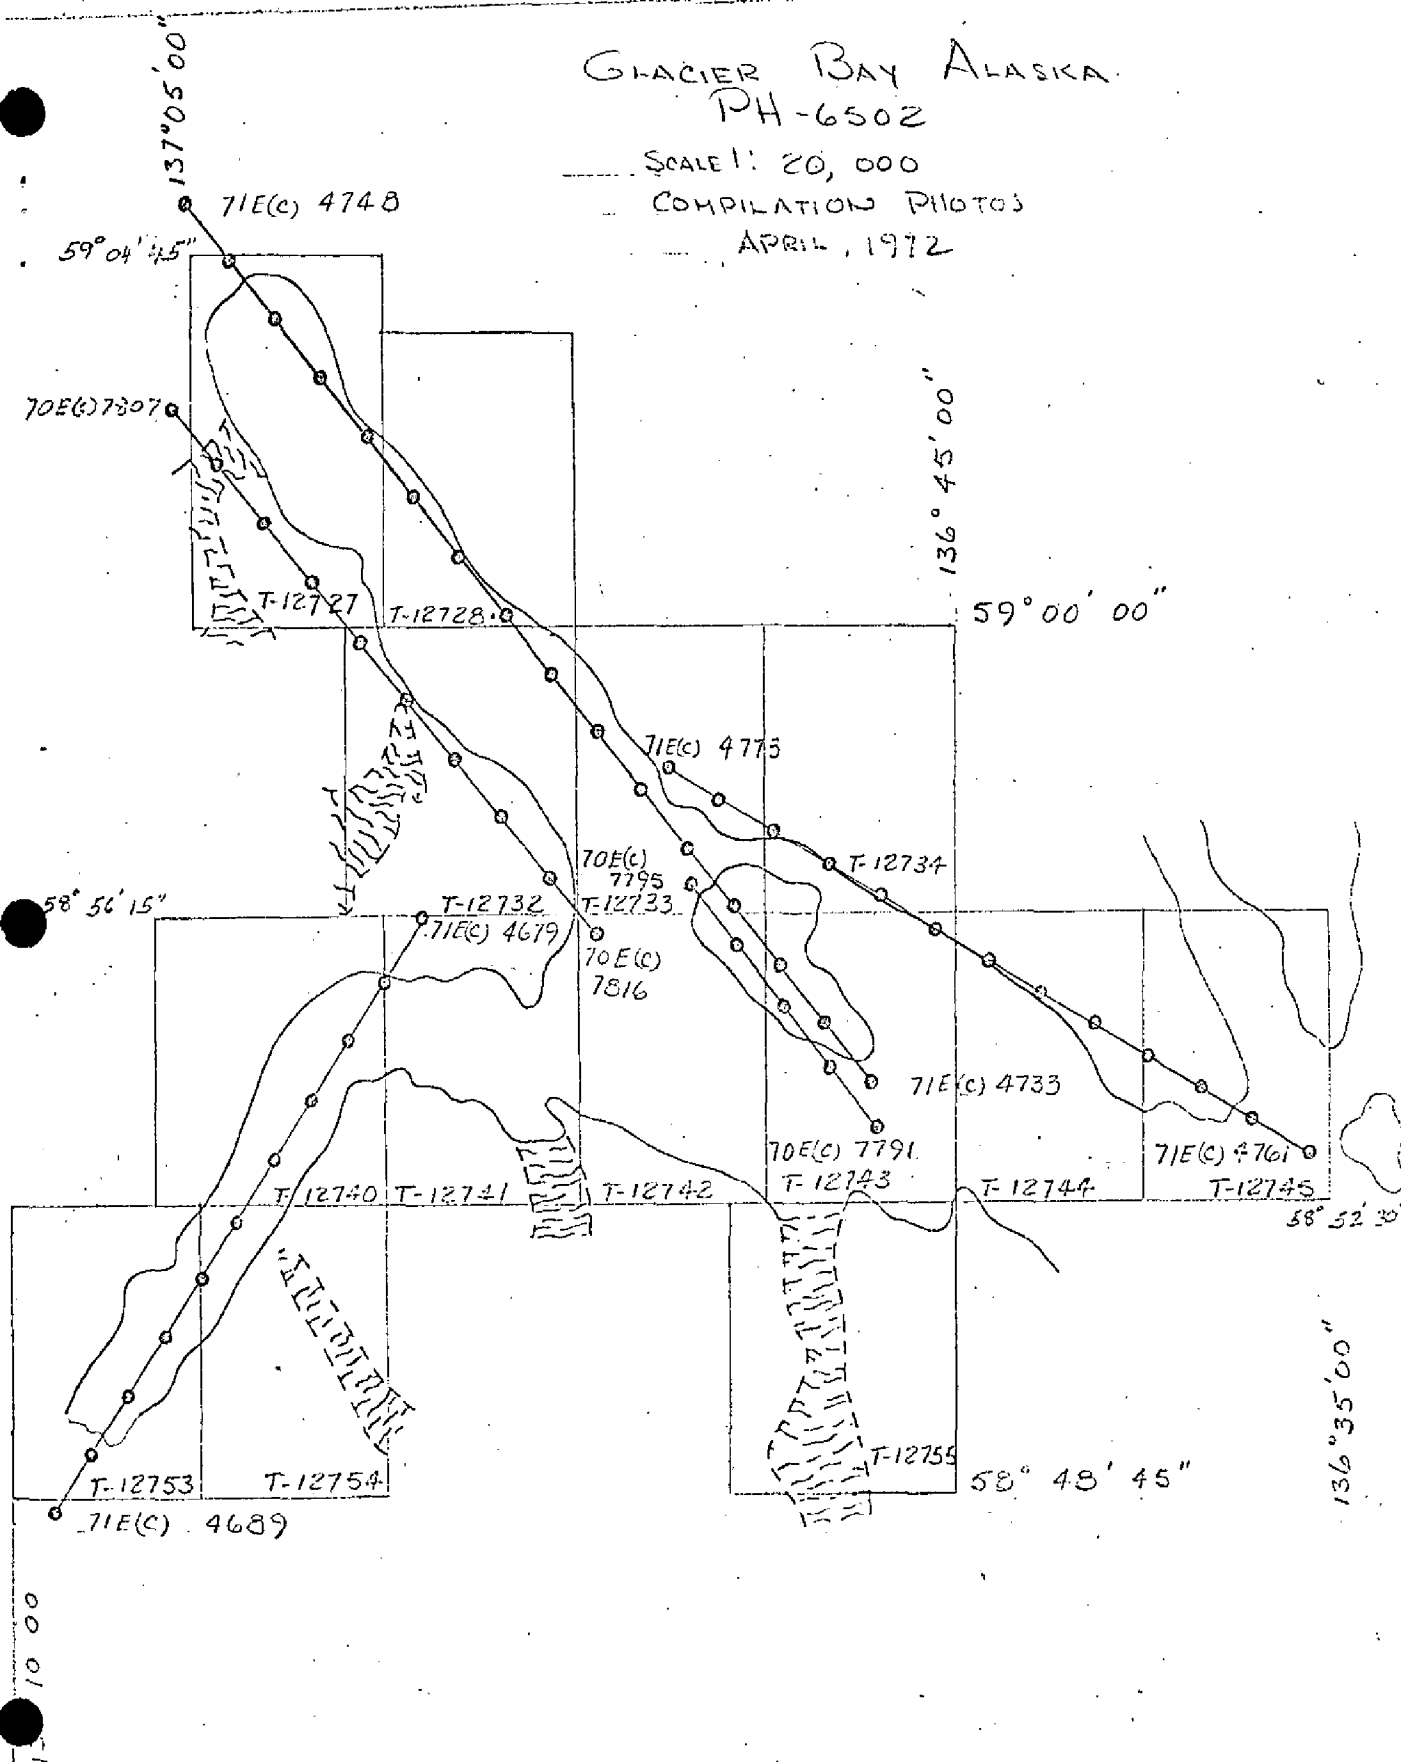 GLACIER BAY ALASKA.
PH-6502
SCALE 1: 20,000
COMPILATION PHOTOS
APRIL, 1972
137°05'00"
71E(C) 4748
59°04'45"
70E(C) 7807
136°45'00"
T-12727
T-12728
59°00'00"
71E(C) 4773
T-12734
70E(C)
7795
58°56'15"
T-12732
T-12733
71E(C) 4679
70E(C)
7816
71E(C) 4733
70E(C) 7791
71E(C) 4761
T-12740
T-12741
T-12742
T-12743
T-12744
T-12745
58° 52' 30"
136°35'00"
T-12753
T-12754
T-12755
58° 48' 45"
71E(C) 4689
10 00